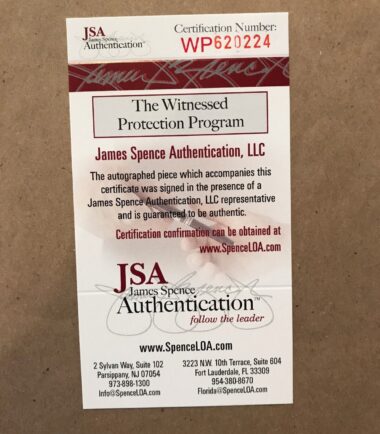 JSA
James Spence
Authentication™
Certification Number:
WP620224
The Witnessed
Protection Program
James Spence Authentication, LLC
The autographed piece which accompanies this
certificate was signed in the presence of a
James Spence Authentication, LLC representative
and is guaranteed to be authentic.
Certification confirmation can be obtained at
www.SpenceLOA.com
JSA
James Spence
Authentication™
follow the leader
www.SpenceLOA.com
2 Sylvan Way, Suite 102
Parsippany, NJ 07054
973-898-1300
Info@SpenceLOA.com
3223 N.W. 10th Terrace, Suite 604
Fort Lauderdale, FL 33309
954-380-8670
Florida@SpenceLOA.com